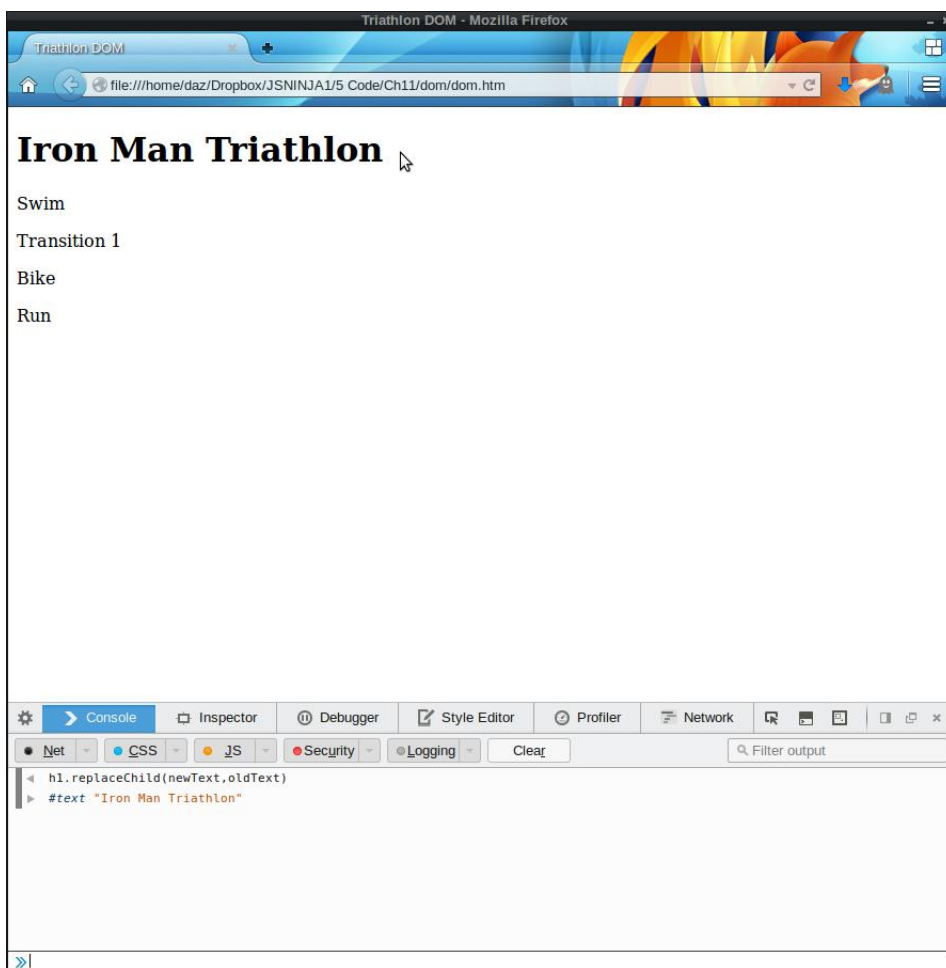 Triathlon DOM - Mozilla Firefox
Triathlon DOM
file:///home/daz/Dropbox/JSNINJA1/5 Code/Ch11/dom/dom.htm
Iron Man Triathlon
Swim
Transition 1
Bike
Run
Console Inspector Debugger Style Editor Profiler Network
Net CSS JS Security Logging Clear Filter output
h1.replaceChild(newText,oldText)
#text "Iron Man Triathlon"